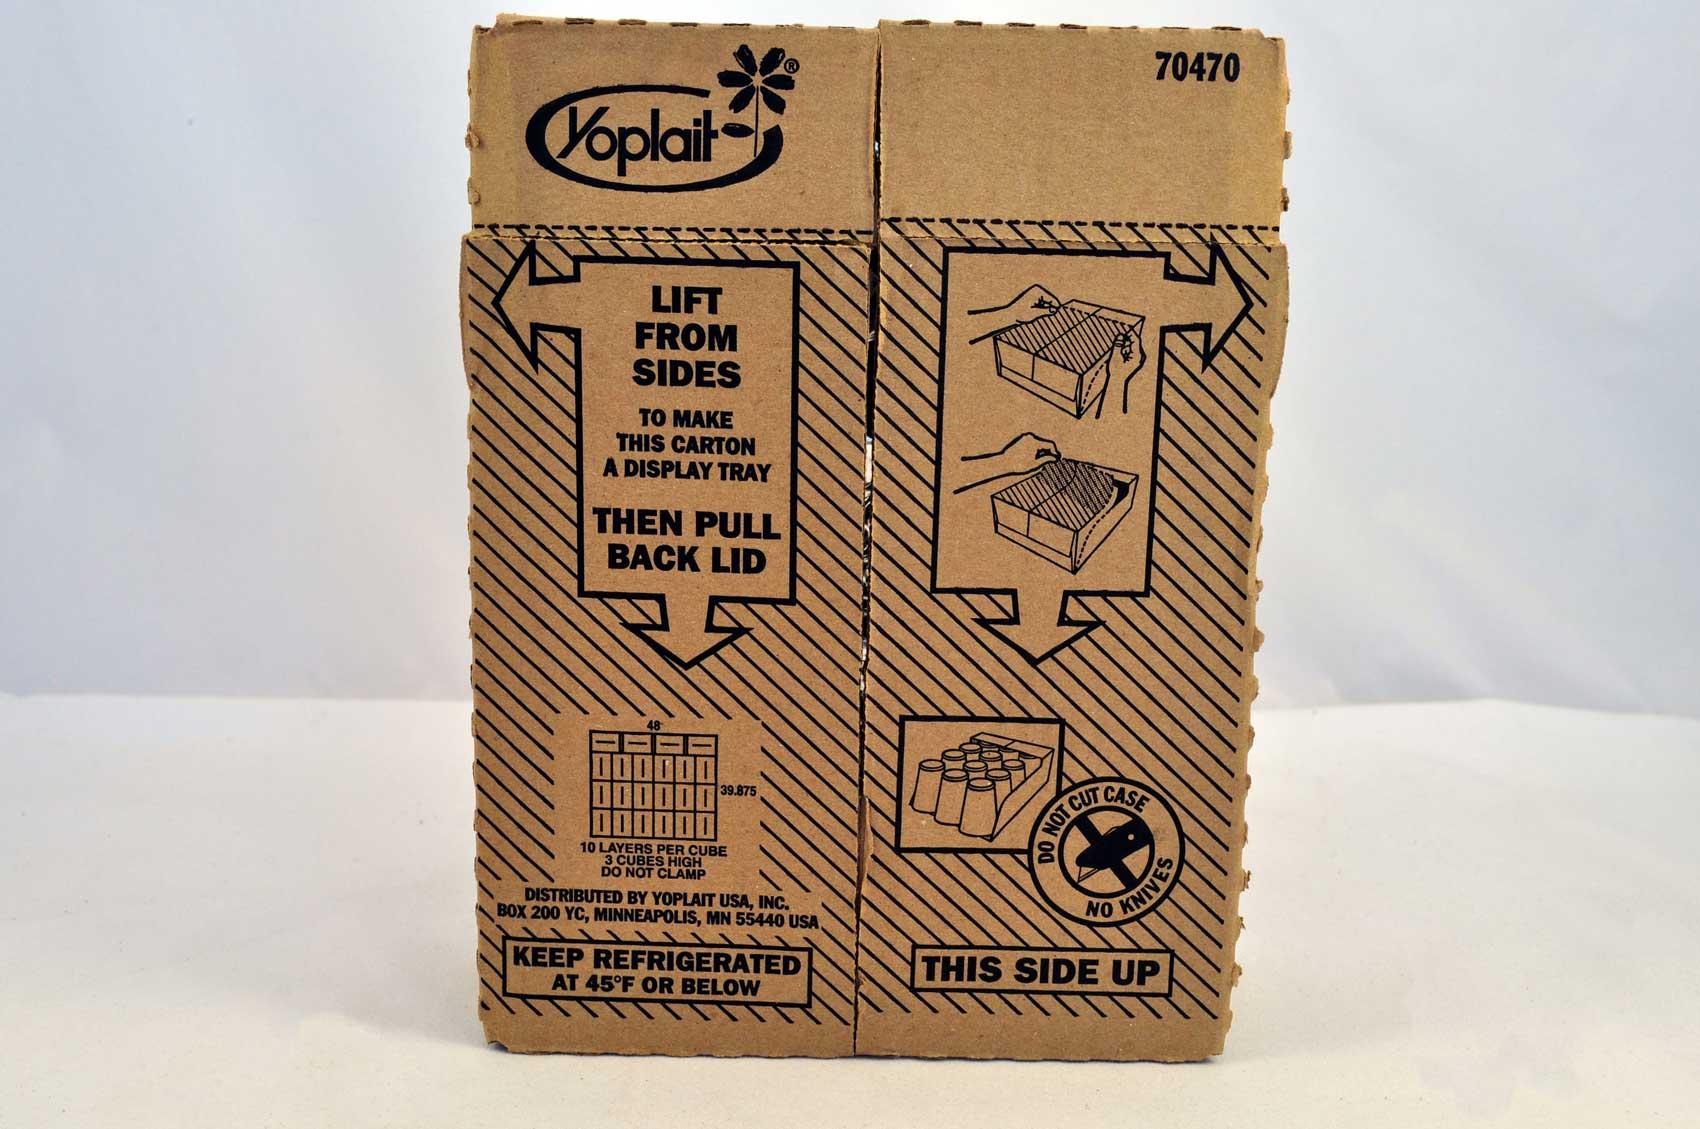 Yoplait®
70470
LIFT
FROM
SIDES
TO MAKE
THIS CARTON
A DISPLAY TRAY
THEN PULL
BACK LID
48
39.875
10 LAYERS PER CUBE
3 CUBES HIGH
DO NOT CLAMP
DISTRIBUTED BY YOPLAIT USA, INC.
BOX 200 YC, MINNEAPOLIS, MN 55440 USA
KEEP REFRIGERATED
AT 45°F OR BELOW
DO NOT CUT CASE
NO KNIVES
THIS SIDE UP